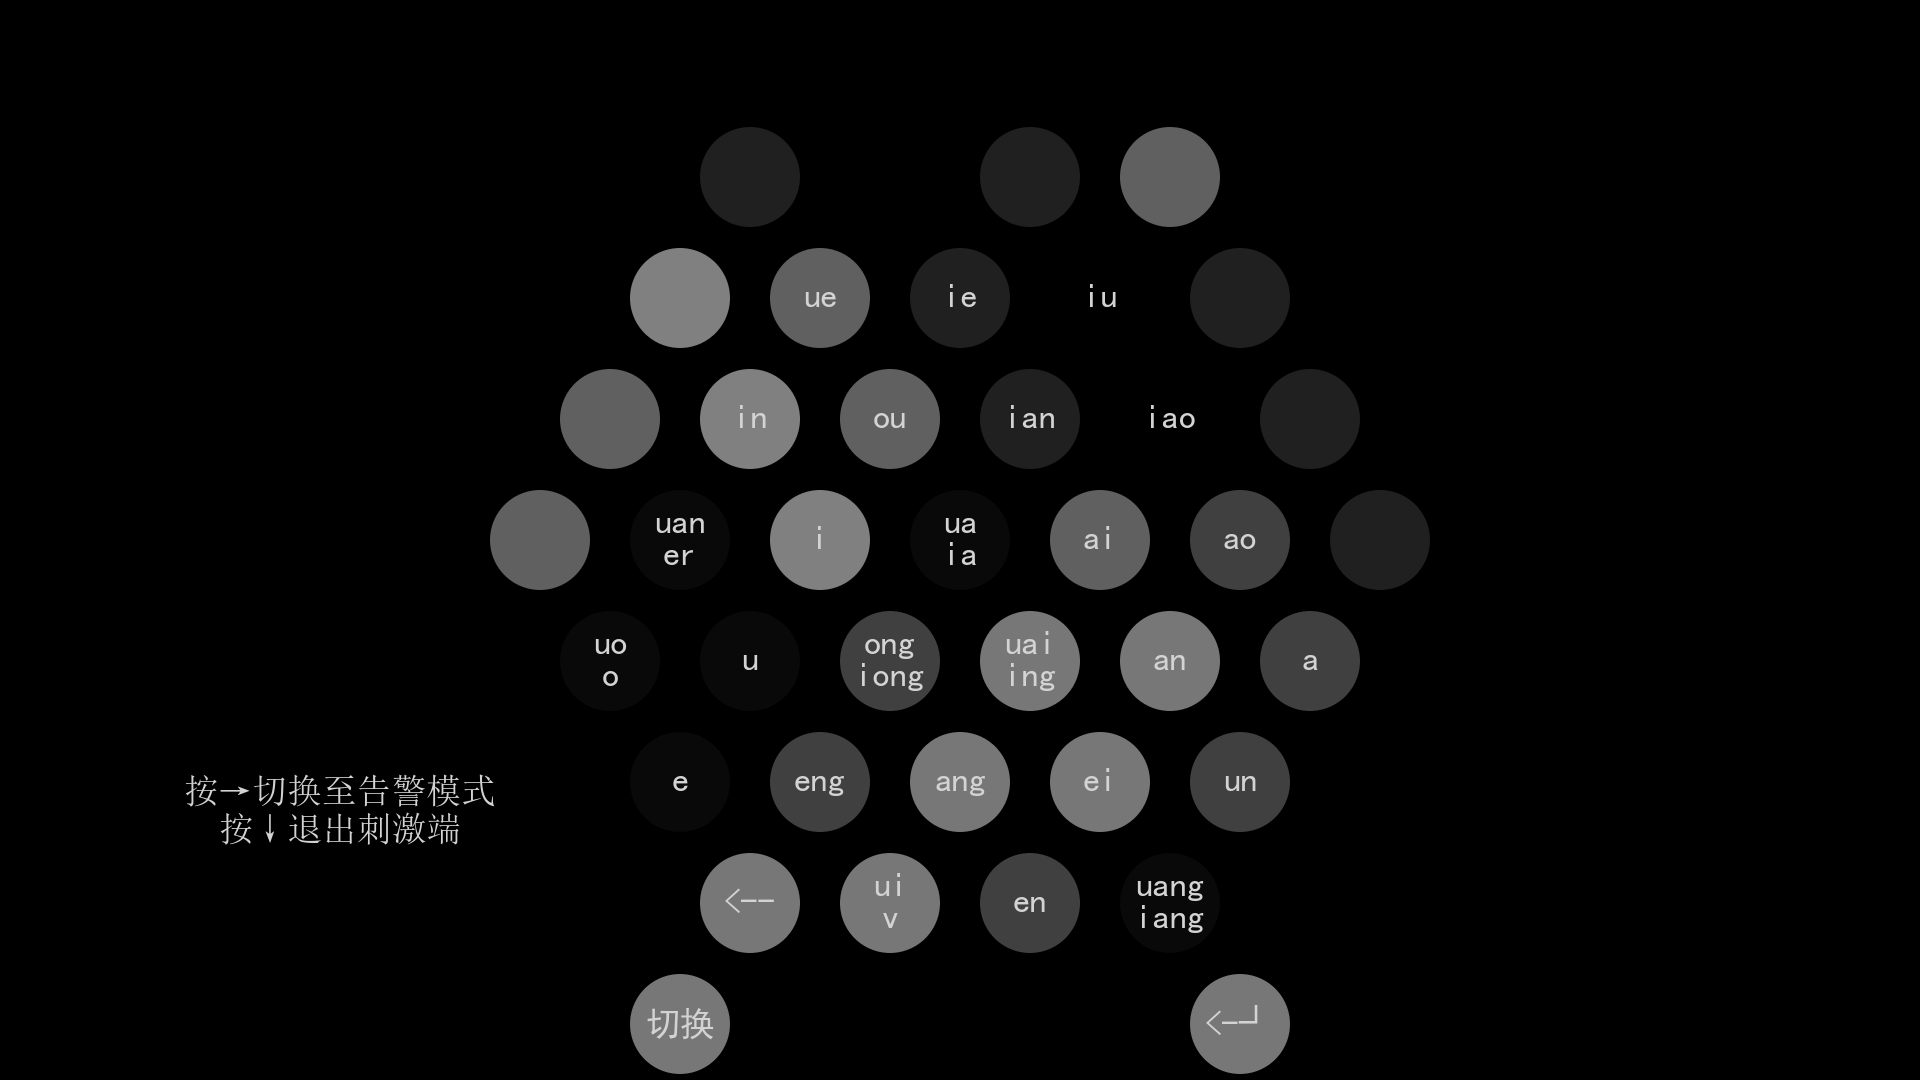 ue
ie
iu
in
ou
ian
iao
uan
er
i
ua
ia
ai
ao
uo
o
u
ong
iong
uai
ing
an
a
e
eng
ang
ei
un
按→切换至告警模式
按↓退出刺激端
<--
ui
v
en
uang
iang
切换
<-┘